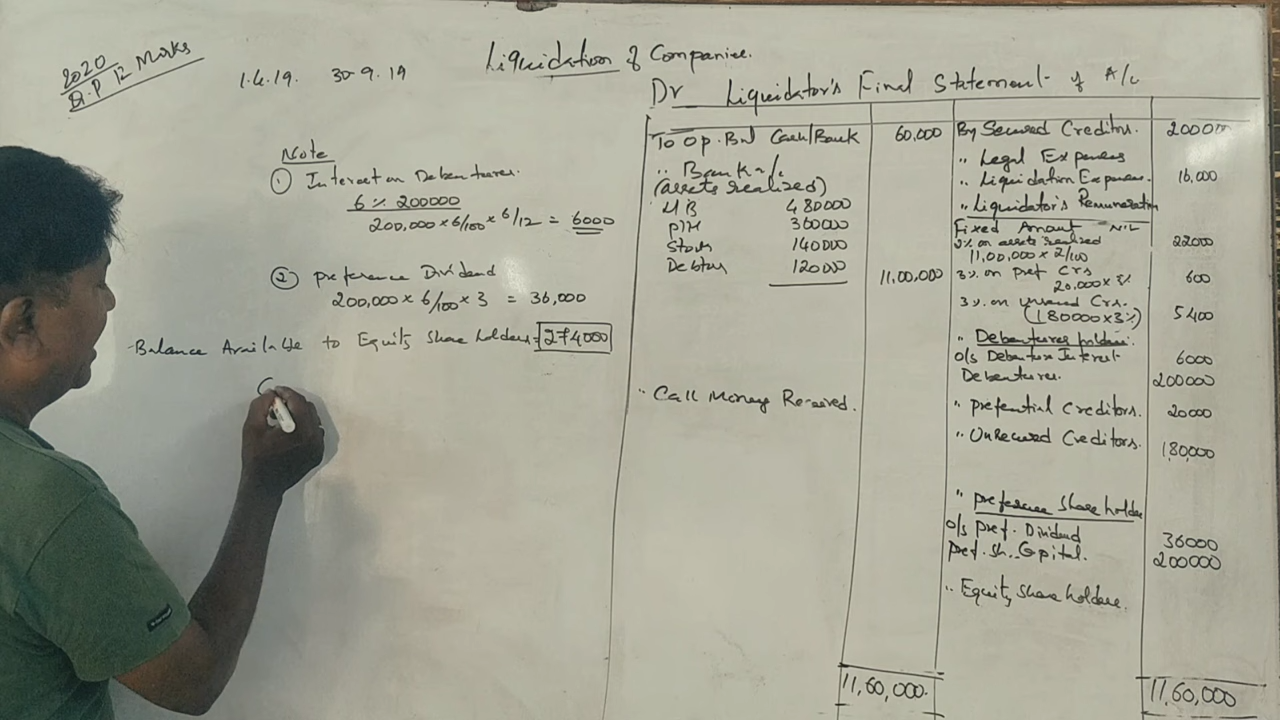 2020
Q.P 12 Marks
1.4.19. 30-9.19
Liquidation of Companies.
Note
① Interest on Debentures.
6% 200000
200,000 × 6/100 × 6/12 = 6000
② Preference Dividend
200,000 × 6/100 × 3 = 36,000
Balance Available to Equity Share holders = 274000
Dr Liquidator's Final Statement of A/c
To Op. Bal Cash/Bank 60,000
" Bank a/c
(assets realized)
480000
P/M 360000
Stock 140000
Debtors 120000 11,00,000
" Call Money Received.
11,60,000.
By Secured Creditors. 200000
" Legal Expenses
" Liquidation Expenses. 16,000
" Liquidator's Remuneration
Fixed Amount - NIL
2% on assets realized 22000
11,00,000 × 2/100
3% on pref Crs 600
20,000 × 3%
3% on unsecured Crs.
(180000 × 3%) 5400
" Debentures holders.
o/s Debenture Interest 6000
Debentures. 200000
" Prefential Creditors. 20000
" Unsecured Creditors. 1,80,000
" Preference Share holders
o/s Pref. Dividend 36000
Pref. Sh. Capital. 200000
" Equity Share holders.
11,60,000